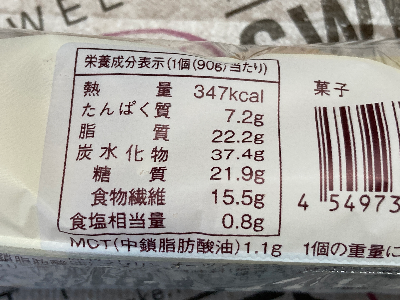 栄養成分表示(1個(90g)当たり)
熱量 347kcal
たんぱく質 7.2g
脂質 22.2g
炭水化物 37.4g
糖質 21.9g
食物繊維 15.5g
食塩相当量 0.8g
MCT(中鎖脂肪酸油)1.1g
菓子
4 54973
1個の重量に